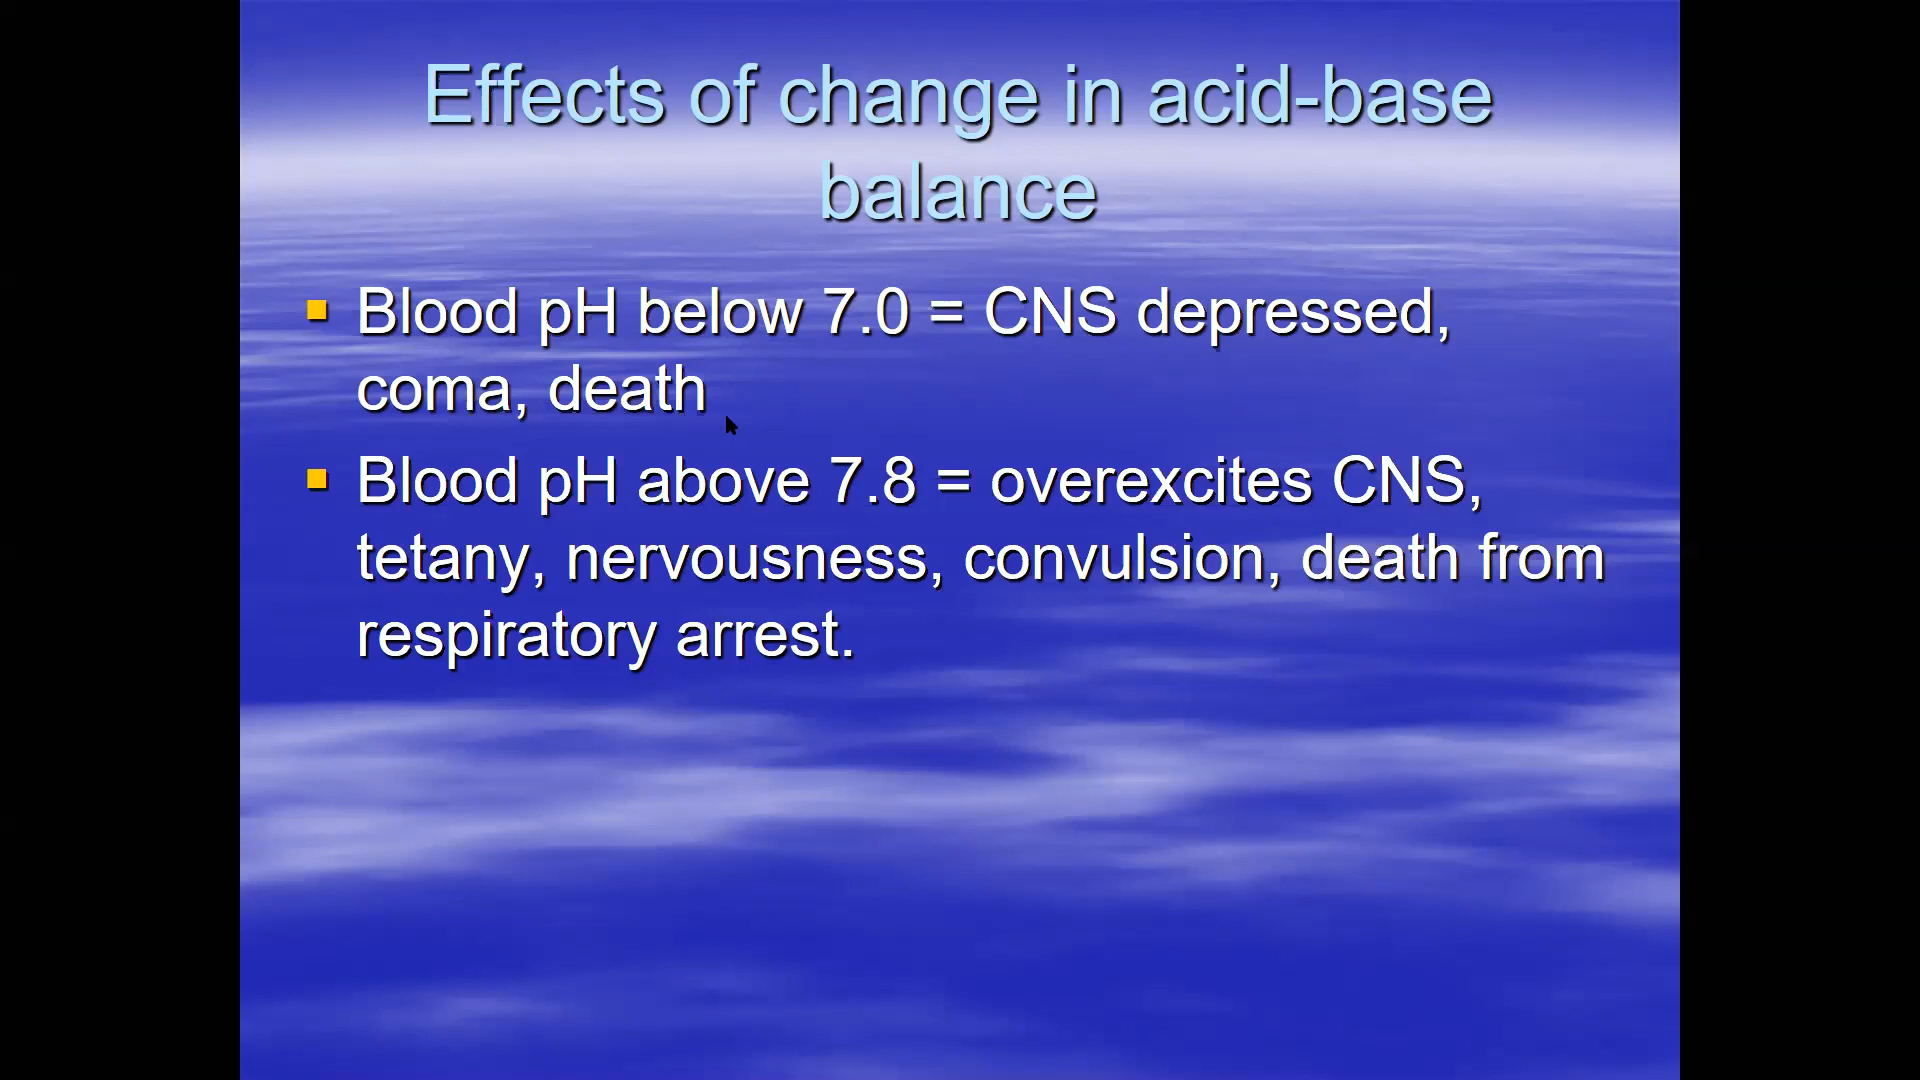 Effects of change in acid-base
balance
Blood pH below 7.0 = CNS depressed,
coma, death
Blood pH above 7.8 = overexcites CNS,
tetany, nervousness, convulsion, death from
respiratory arrest.